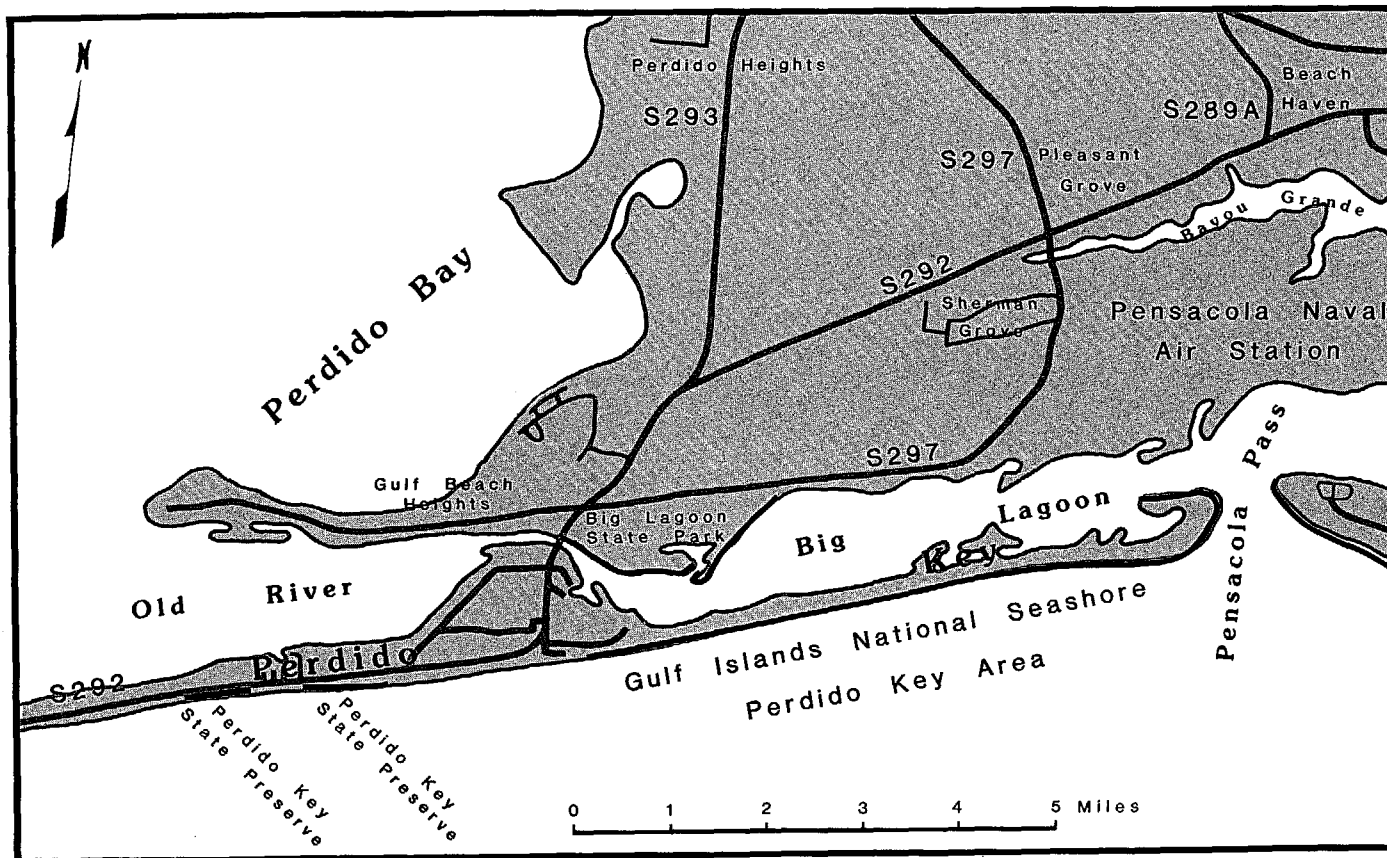 N
Perdido Heights
S293
Beach
Haven
S289A
S297
Pleasant
Grove
Bayou Grande
Perdido Bay
S292
Sherman
Grove
Pensacola Naval
Air Station
S297
Gulf Beach
Heights
Big Lagoon
State Park
Big Lagoon
Pensacola Pass
Old River
Perdido Key
S292
Gulf Islands National Seashore
Perdido Key Area
Perdido Key
State Preserve
Perdido Key
State Preserve
0 1 2 3 4 5 Miles